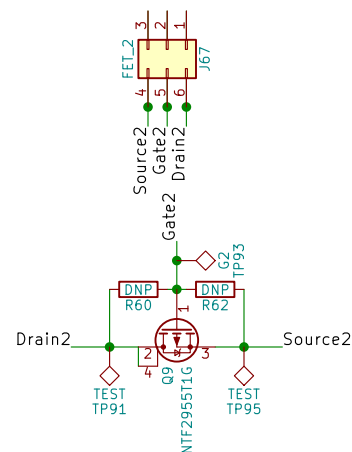 3 2 1
FET_2
J67
4 5 6
Source2
Gate2
Drain2
Gate2
G2
TP93
DNP
R60
DNP
R62
1
Drain2
2
4
3
Source2
Q9
NTF2955T1G
TEST
TP91
TEST
TP95